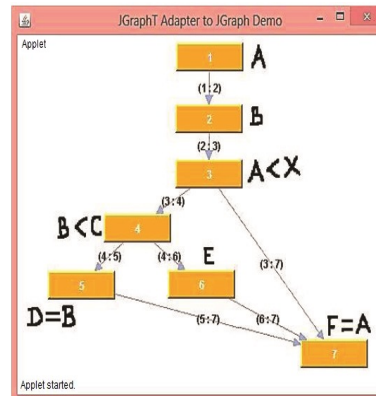 JGraphT Adapter to JGraph Demo
Applet
1 A
(1:2)
2 B
(2:3)
3 A<X
(3:4)
B<C 4
(4:5) (4:6) E (3:7)
5 6
D=B (5:7) (6:7) F=A
7
Applet started.